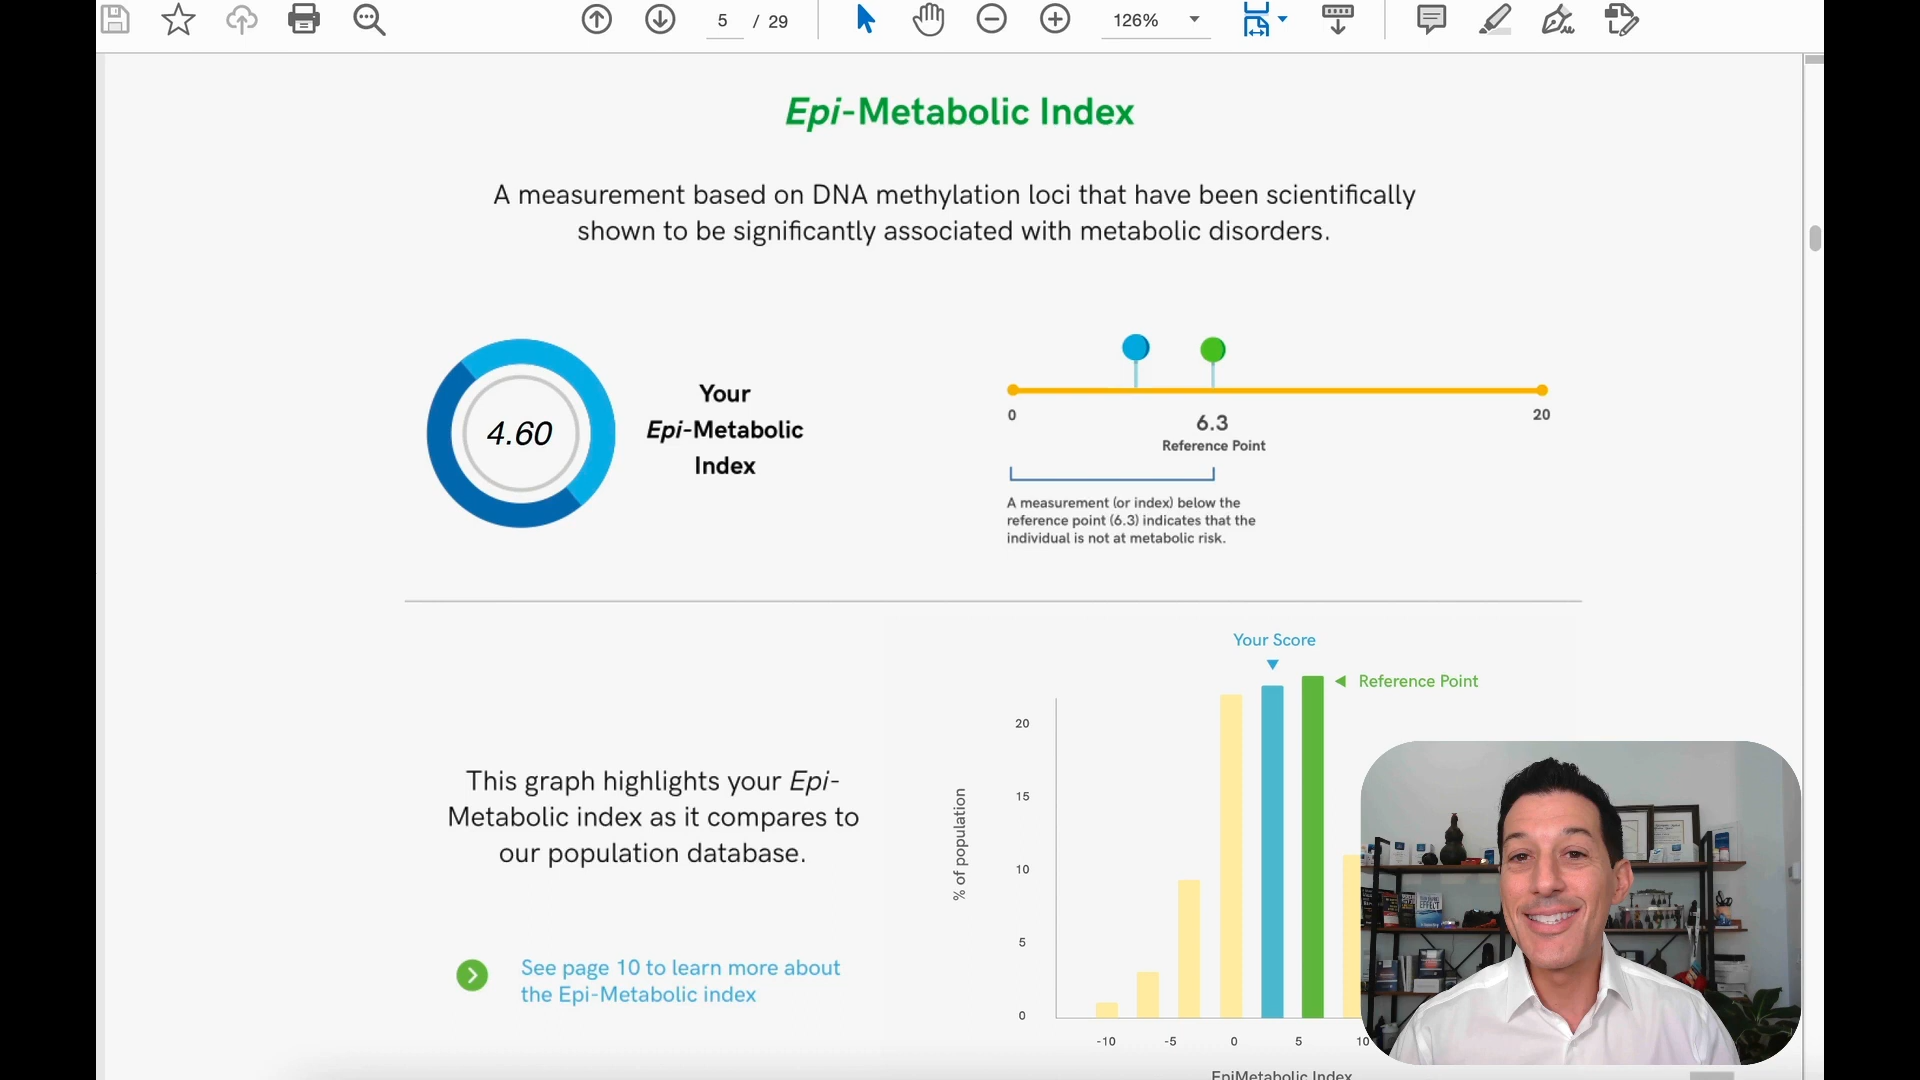 5 / 29
126%
Epi-Metabolic Index
A measurement based on DNA methylation loci that have been scientifically
shown to be significantly associated with metabolic disorders.
4.60
Your
Epi-Metabolic
Index
0
20
6.3
Reference Point
A measurement (or index) below the
reference point (6.3) indicates that the
individual is not at metabolic risk.
This graph highlights your Epi-
Metabolic index as it compares to
our population database.
See page 10 to learn more about
the Epi-Metabolic index
Your Score
Reference Point
% of population
20
15
10
5
0
-10
-5
0
5
10
EpiMetabolic Index
EFFECT